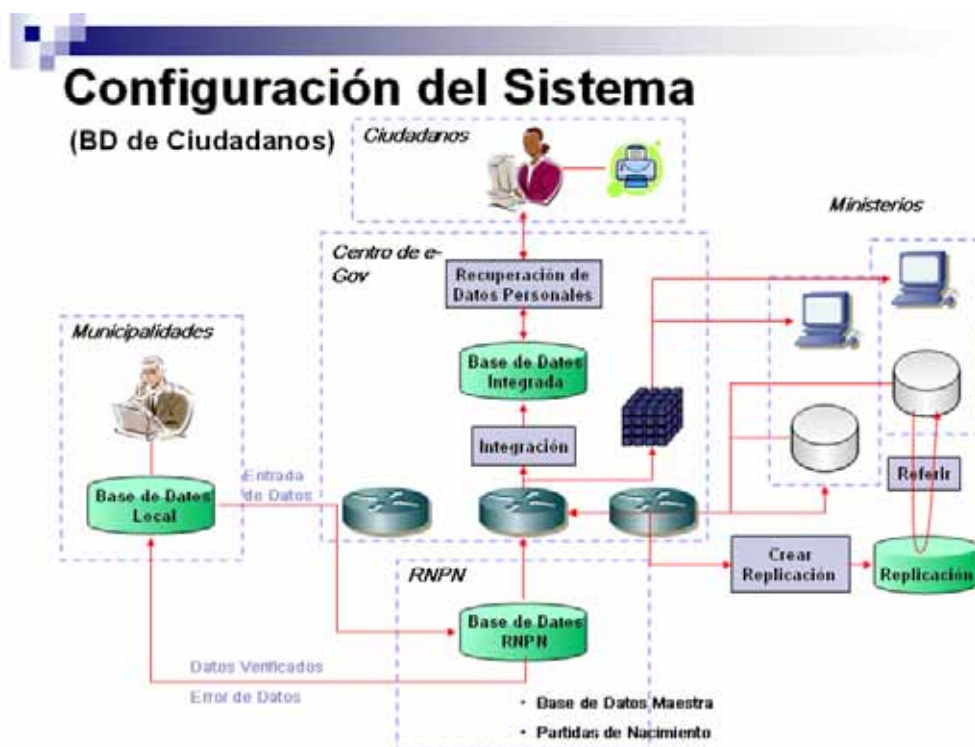 Configuración del Sistema
(BD de Ciudadanos)
Ciudadanos
Ministerios
Centro de e-
Gov
Recuperación de
Datos Personales
Municipalidades
Base de Datos
Integrada
Integración
Entrada
de Datos
Base de Datos
Local
Referir
Crear
Replicación
Replicación
RNPN
Base de Datos
RNPN
Datos Verificados
Error de Datos
• Base de Datos Maestra
• Partidas de Nacimiento